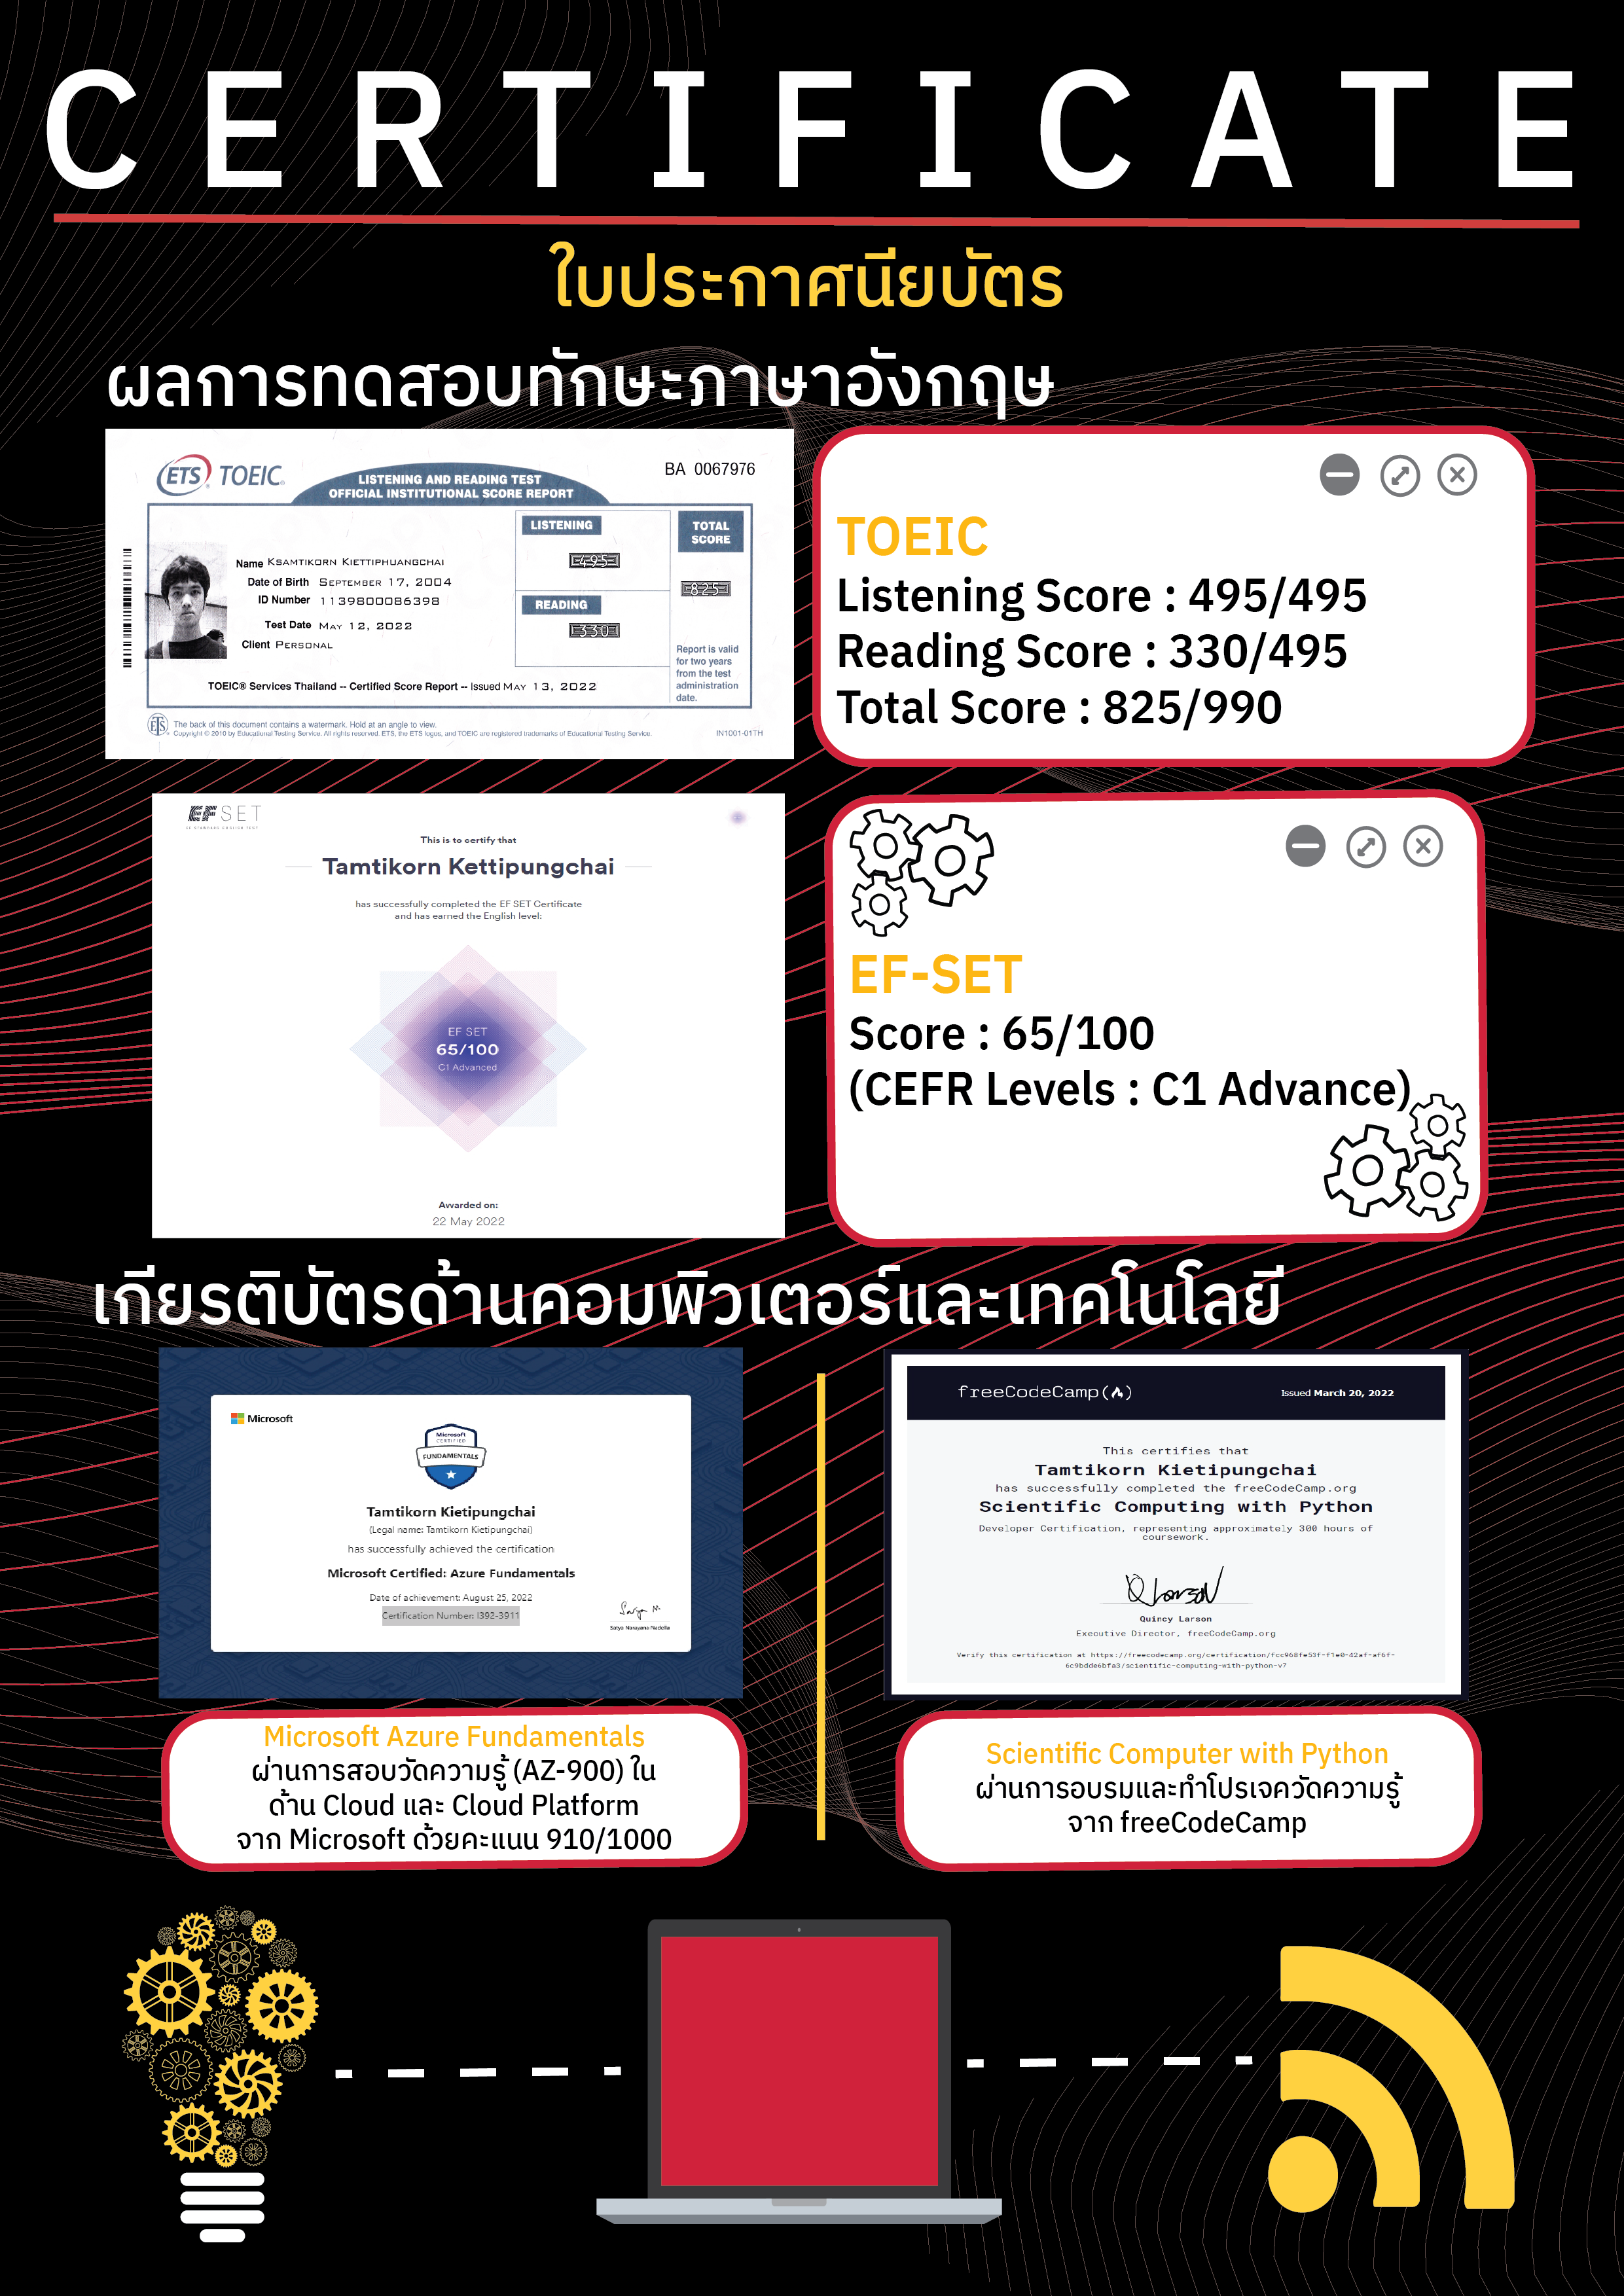 CERTIFICATE
ใบประกาศนียบัตร
ผลการทดสอบทักษะภาษาอังกฤษ
ETS TOEIC
LISTENING AND READING TEST
OFFICIAL INSTITUTIONAL SCORE REPORT
BA 0067976
Name KSAMTIKORN KIETTIPHUANGCHAI
Date of Birth SEPTEMBER 17, 2004
ID Number 1139800086398
Test Date MAY 12, 2022
Client PERSONAL
LISTENING
495
READING
330
TOTAL
SCORE
825
Report is valid
for two years
from the test
administration
date.
TOEIC® Services Thailand -- Certified Score Report -- Issued MAY 13, 2022
ETS
The back of this document contains a watermark. Hold at an angle to view.
Copyright © 2010 by Educational Testing Service. All rights reserved. ETS, the ETS logos, and TOEIC are registered trademarks of Educational Testing Service.
IN1001-01TH
TOEIC
Listening Score : 495/495
Reading Score : 330/495
Total Score : 825/990
EF SET
EF STANDARD ENGLISH TEST
This is to certify that
Tamtikorn Kettipungchai
has successfully completed the EF SET Certificate
and has earned the English level:
EF SET
65/100
C1 Advanced
Awarded on:
22 May 2022
EF-SET
Score : 65/100
(CEFR Levels : C1 Advance)
เกียรติบัตรด้านคอมพิวเตอร์และเทคโนโลยี
Microsoft
Microsoft
CERTIFIED
FUNDAMENTALS
Tamtikorn Kietipungchai
(Legal name: Tamtikorn Kietipungchai)
has successfully achieved the certification
Microsoft Certified: Azure Fundamentals
Date of achievement: August 25, 2022
Certification Number: I392-3911
Satya Narayana Nadella
freeCodeCamp
Issued March 20, 2022
This certifies that
Tamtikorn Kietipungchai
has successfully completed the freeCodeCamp.org
Scientific Computing with Python
Developer Certification, representing approximately 300 hours of
coursework.
Quincy Larson
Executive Director, freeCodeCamp.org
Verify this certification at https://freecodecamp.org/certification/fcc968fe53f-f1e0-42af-af6f-
6c9bdde6bfa3/scientific-computing-with-python-v7
Microsoft Azure Fundamentals
ผ่านการสอบวัดความรู้ (AZ-900) ใน
ด้าน Cloud และ Cloud Platform
จาก Microsoft ด้วยคะแนน 910/1000
Scientific Computer with Python
ผ่านการอบรมและทำโปรเจควัดความรู้
จาก freeCodeCamp